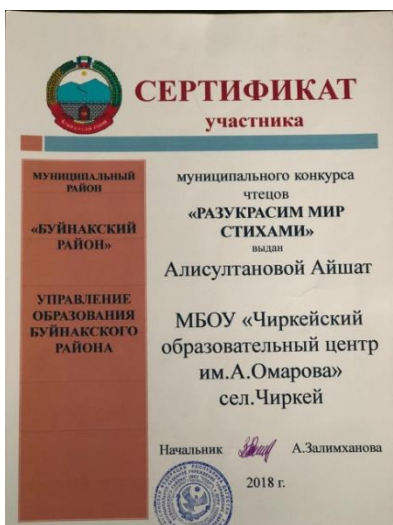 СЕРТИФИКАТ
участника
МУНИЦИПАЛЬНЫЙ
РАЙОН
«БУЙНАКСКИЙ
РАЙОН»
УПРАВЛЕНИЕ
ОБРАЗОВАНИЯ
БУЙНАКСКОГО
РАЙОНА
муниципального конкурса
чтецов
«РАЗУКРАСИМ МИР
СТИХАМИ»
выдан
Алисултановой Айшат
МБОУ «Чиркейский
образовательный центр
им.А.Омарова»
сел.Чиркей
Начальник А.Залимханова
2018 г.